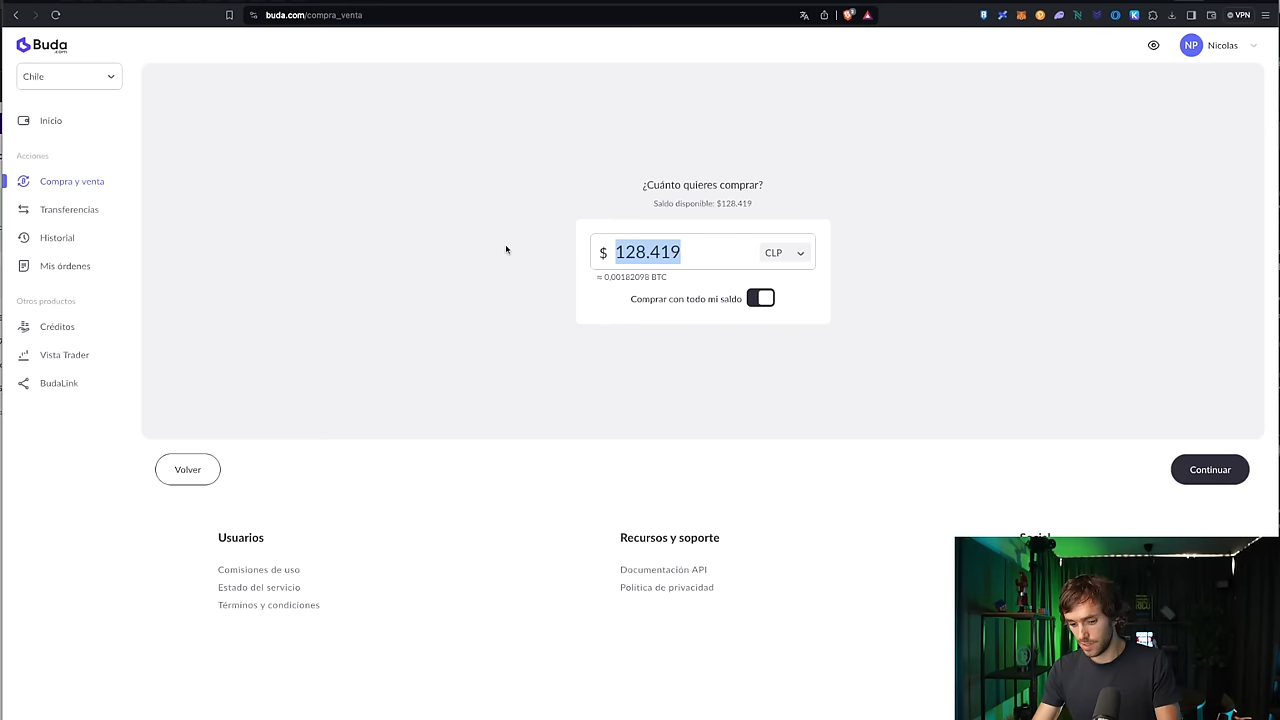 buda.com/compra_venta
VPN
Buda
.com
NP Nicolas
Chile
Inicio
Acciones
Compra y venta
Transferencias
Historial
Mis órdenes
Otros productos
Créditos
Vista Trader
BudaLink
¿Cuánto quieres comprar?
Saldo disponible: $128.419
$ 128.419 CLP
≈ 0,00182098 BTC
Comprar con todo mi saldo
Volver
Continuar
Usuarios
Comisiones de uso
Estado del servicio
Términos y condiciones
Recursos y soporte
Documentación API
Política de privacidad